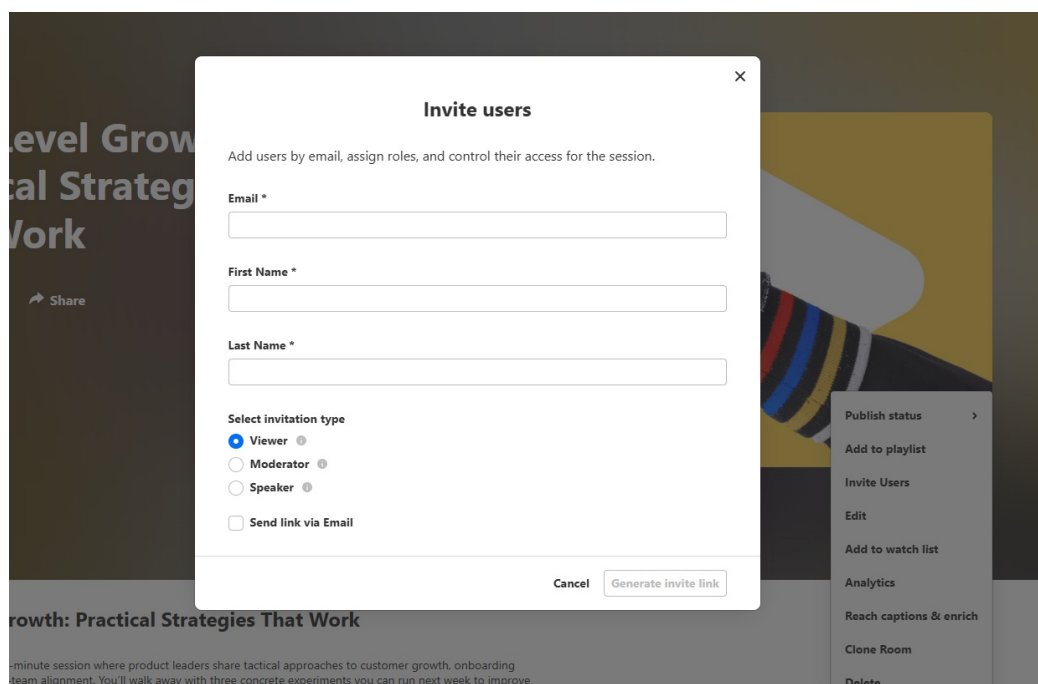 Invite users
Add users by email, assign roles, and control their access for the session.
Email *
First Name *
Last Name *
Select invitation type
Viewer
Moderator
Speaker
Send link via Email
Cancel
Generate invite link
evel Grow
cal Strateg
Work
Share
Publish status
Add to playlist
Invite Users
Edit
Add to watch list
Analytics
Reach captions & enrich
Clone Room
Delete
rowth: Practical Strategies That Work
-minute session where product leaders share tactical approaches to customer growth, onboarding
-team alignment. You'll walk away with three concrete experiments you can run next week to improve